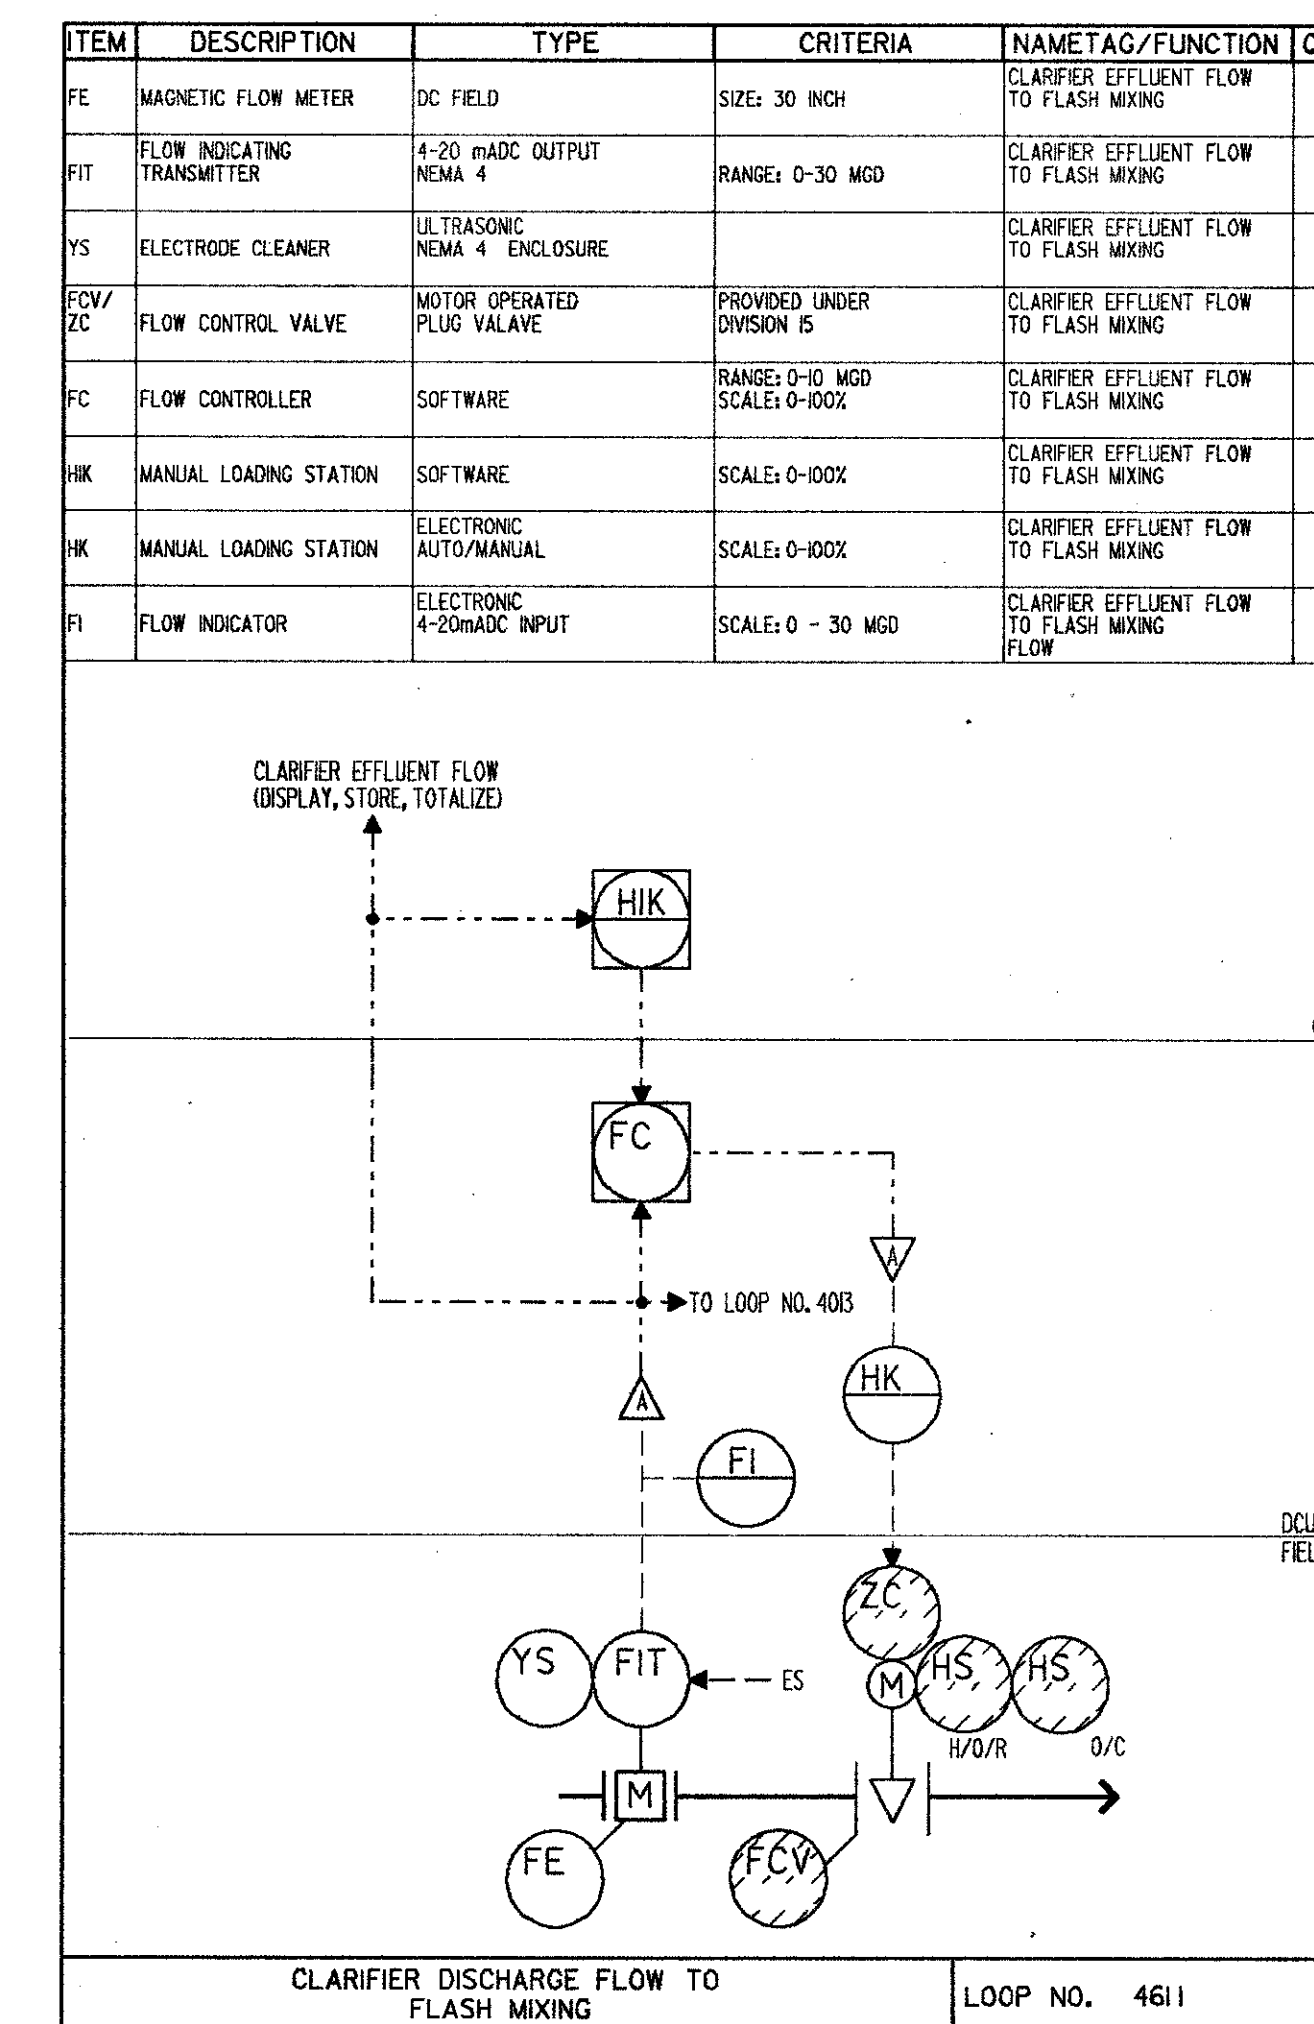 ITEM DESCRIPTION TYPE CRITERIA NAMETAG/FUNCTION
FE MAGNETIC FLOW METER DC FIELD SIZE: 30 INCH CLARIFIER EFFLUENT FLOW
TO FLASH MIXING
FIT FLOW INDICATING
TRANSMITTER 4-20 mADC OUTPUT
NEMA 4 RANGE: 0-30 MGD CLARIFIER EFFLUENT FLOW
TO FLASH MIXING
YS ELECTRODE CLEANER ULTRASONIC
NEMA 4 ENCLOSURE CLARIFIER EFFLUENT FLOW
TO FLASH MIXING
FCV/
ZC FLOW CONTROL VALVE MOTOR OPERATED
PLUG VALAVE PROVIDED UNDER
DIVISION 15 CLARIFIER EFFLUENT FLOW
TO FLASH MIXING
FC FLOW CONTROLLER SOFTWARE RANGE: 0-10 MGD
SCALE: 0-100% CLARIFIER EFFLUENT FLOW
TO FLASH MIXING
HIK MANUAL LOADING STATION SOFTWARE SCALE: 0-100% CLARIFIER EFFLUENT FLOW
TO FLASH MIXING
HK MANUAL LOADING STATION ELECTRONIC
AUTO/MANUAL SCALE: 0-100% CLARIFIER EFFLUENT FLOW
TO FLASH MIXING
FI FLOW INDICATOR ELECTRONIC
4-20mADC INPUT SCALE: 0 - 30 MGD CLARIFIER EFFLUENT FLOW
TO FLASH MIXING
FLOW
CLARIFIER EFFLUENT FLOW
(DISPLAY, STORE, TOTALIZE)
HIK
FC
A
TO LOOP NO. 4013
HK
A
FI
DCU
FIEL
ZC
YS FIT ES M HS HS
H/O/R O/C
M
FE FCV
CLARIFIER DISCHARGE FLOW TO
FLASH MIXING
LOOP NO. 4611